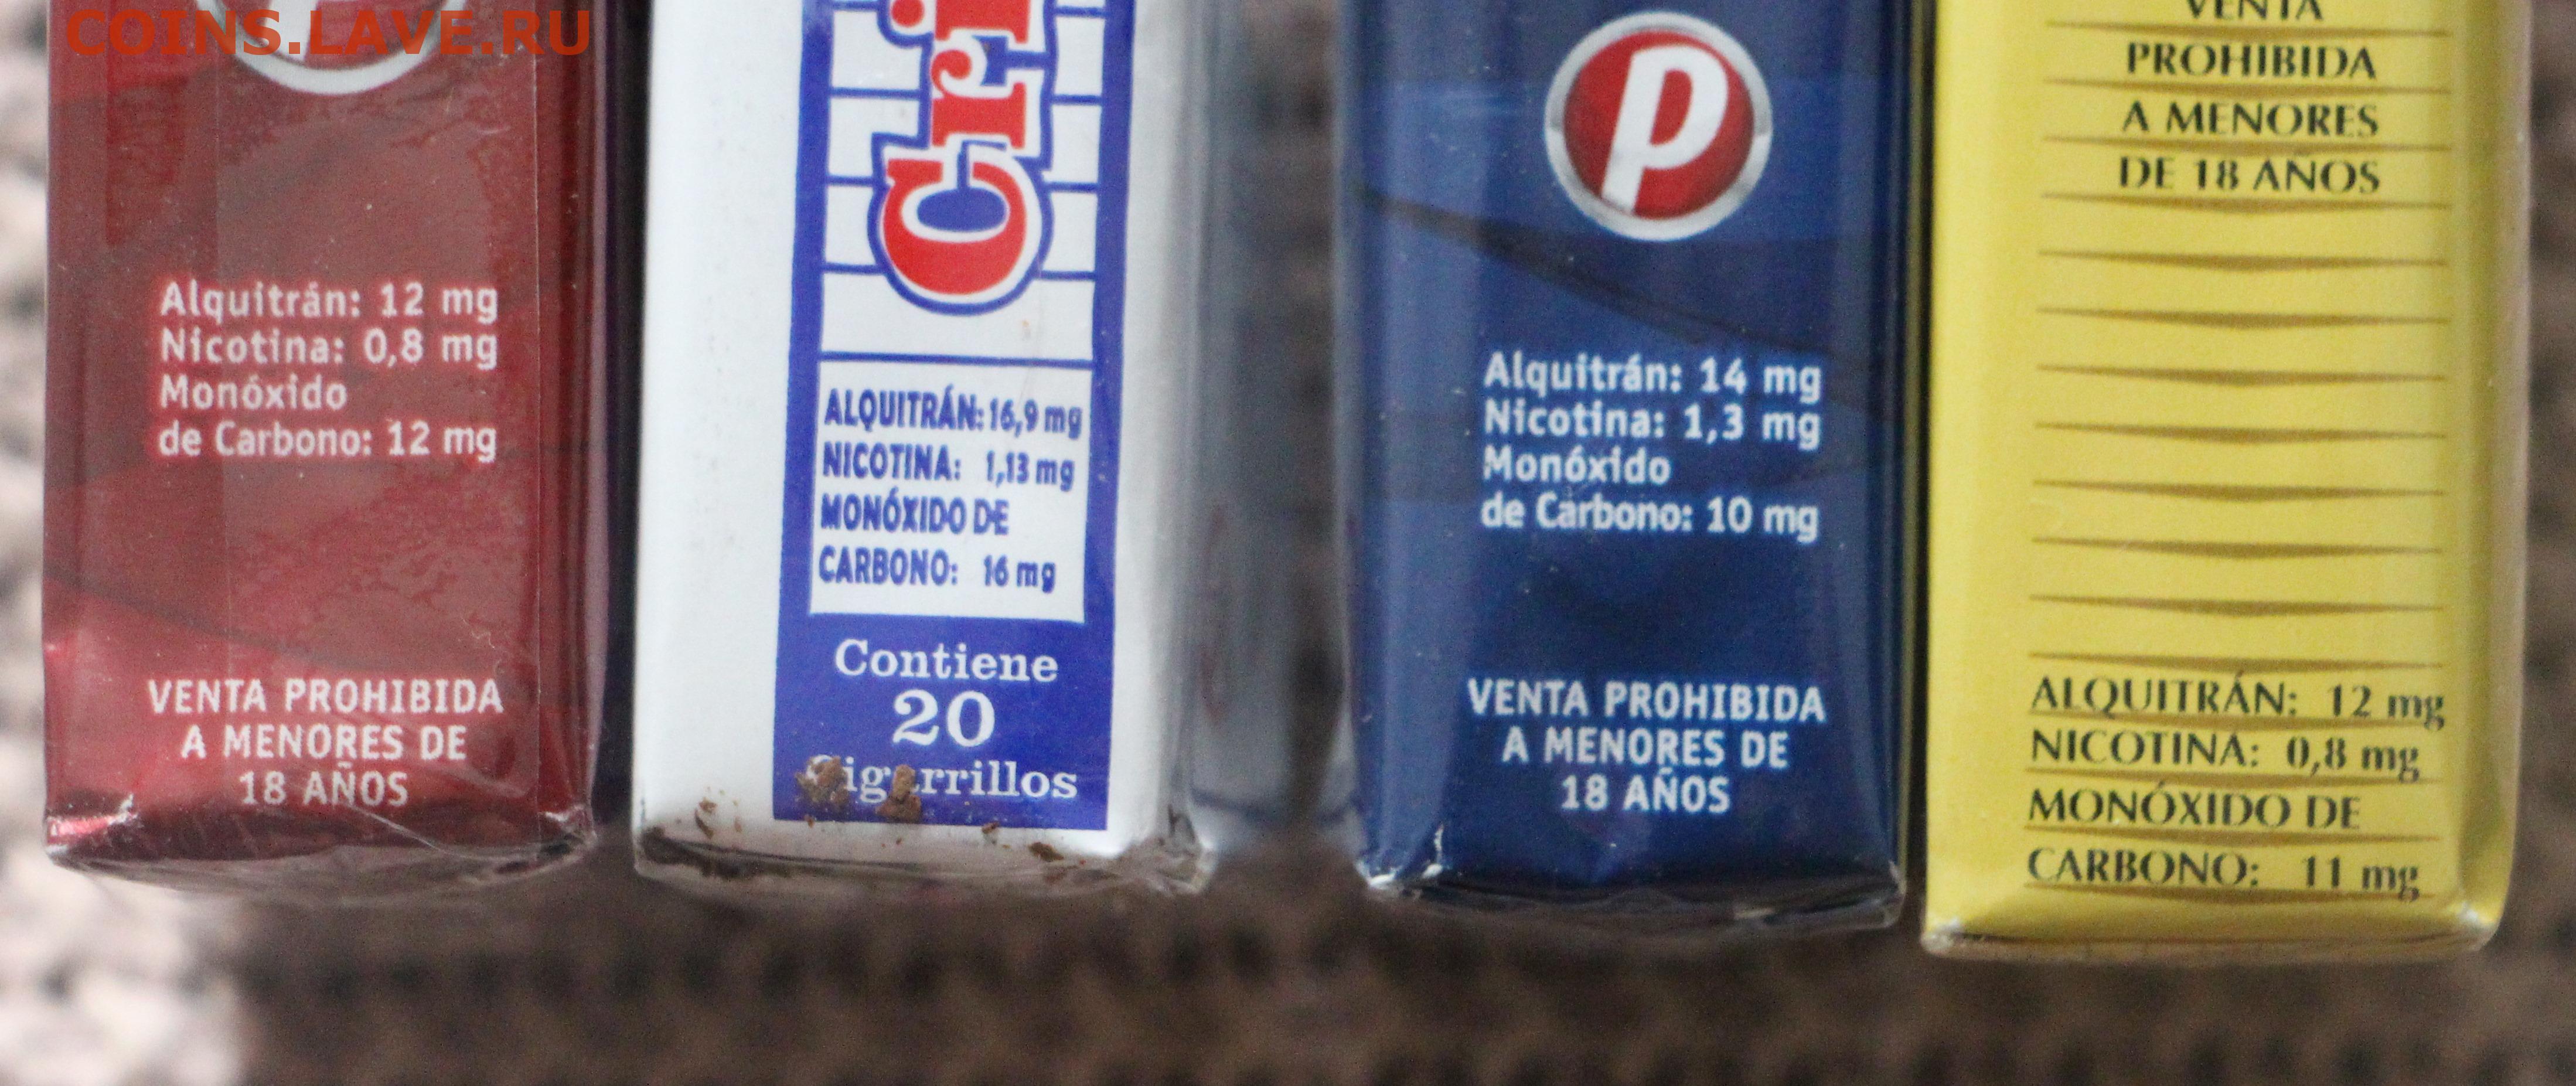 COINS.LAVE.RU
Alquitrán: 12 mg
Nicotina: 0,8 mg
Monóxido
de Carbono: 12 mg
VENTA PROHIBIDA
A MENORES DE
18 AÑOS
Cri
ALQUITRÁN: 16,9 mg
NICOTINA: 1,13 mg
MONÓXIDO DE
CARBONO: 16 mg
Contiene
20
Cigarrillos
P
Alquitrán: 14 mg
Nicotina: 1,3 mg
Monóxido
de Carbono: 10 mg
VENTA PROHIBIDA
A MENORES DE
18 AÑOS
VENTA
PROHIBIDA
A MENORES
DE 18 AÑOS
ALQUITRÁN: 12 mg
NICOTINA: 0,8 mg
MONÓXIDO DE
CARBONO: 11 mg